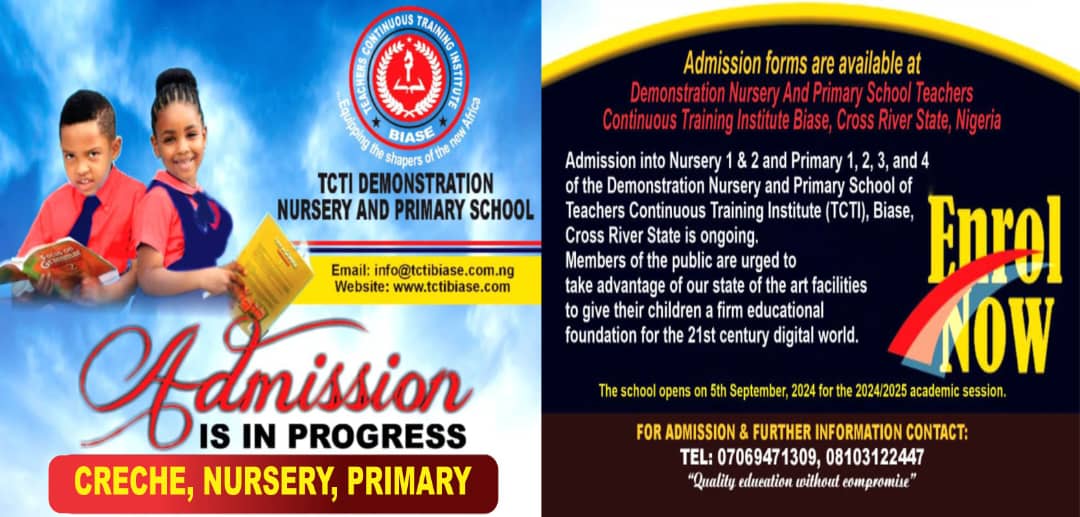 TEACHERS CONTINUOUS TRAINING INSTITUTE
BIASE
...Equipping the shapers of the new Africa
TCTI DEMONSTRATION
NURSERY AND PRIMARY SCHOOL
Email: info@tctibiase.com.ng
Website: www.tctibiase.com
Admission
IS IN PROGRESS
CRECHE, NURSERY, PRIMARY
Admission forms are available at
Demonstration Nursery And Primary School Teachers
Continuous Training Institute Biase, Cross River State, Nigeria
Admission into Nursery 1 & 2 and Primary 1, 2, 3, and 4
of the Demonstration Nursery and Primary School of
Teachers Continuous Training Institute (TCTI), Biase,
Cross River State is ongoing.
Members of the public are urged to
take advantage of our state of the art facilities
to give their children a firm educational
foundation for the 21st century digital world.
Enrol
Now
The school opens on 5th September, 2024 for the 2024/2025 academic session.
FOR ADMISSION & FURTHER INFORMATION CONTACT:
TEL: 07069471309, 08103122447
“Quality education without compromise”